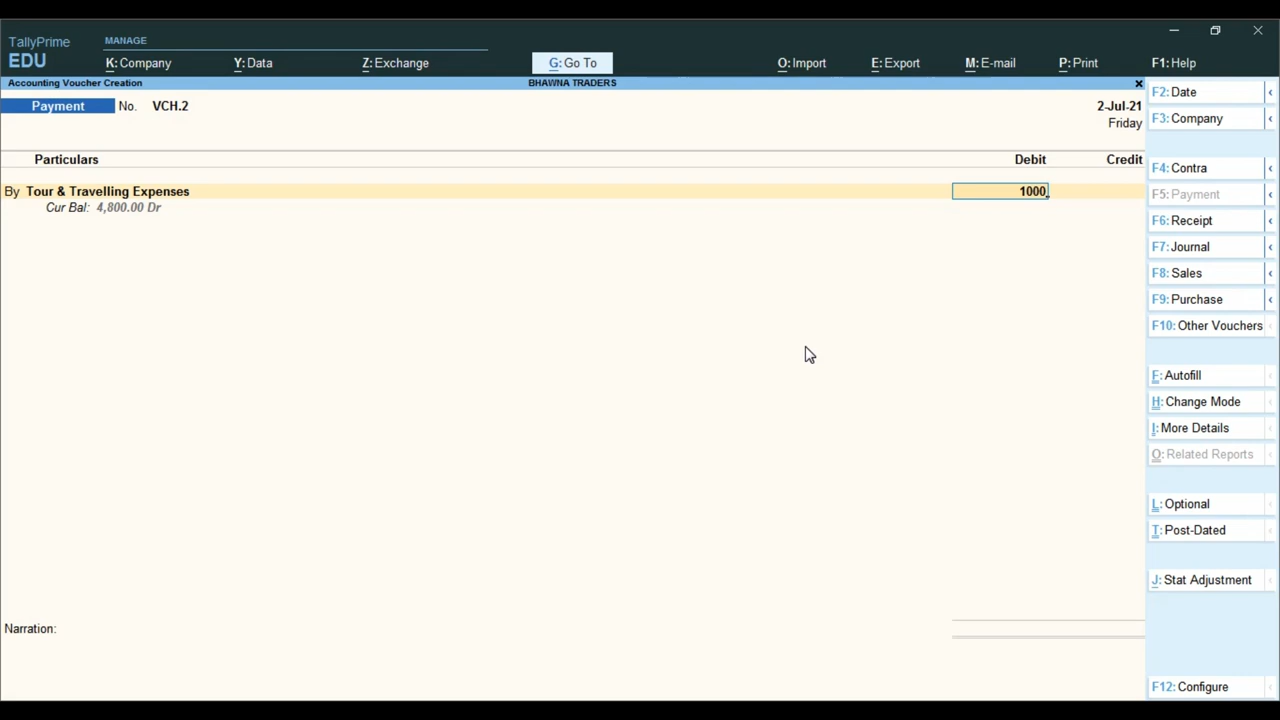 TallyPrime
EDU
MANAGE
K: Company
Y: Data
Z: Exchange
G: Go To
O: Import
E: Export
M: E-mail
P: Print
F1: Help
Accounting Voucher Creation
BHAWNA TRADERS
Payment No. VCH.2
2-Jul-21
Friday
Particulars
Debit
Credit
By Tour & Travelling Expenses
1000
Cur Bal: 4,800.00 Dr
Narration:
F2: Date
F3: Company
F4: Contra
F5: Payment
F6: Receipt
F7: Journal
F8: Sales
F9: Purchase
F10: Other Vouchers
F: Autofill
H: Change Mode
I: More Details
O: Related Reports
L: Optional
T: Post-Dated
J: Stat Adjustment
F12: Configure